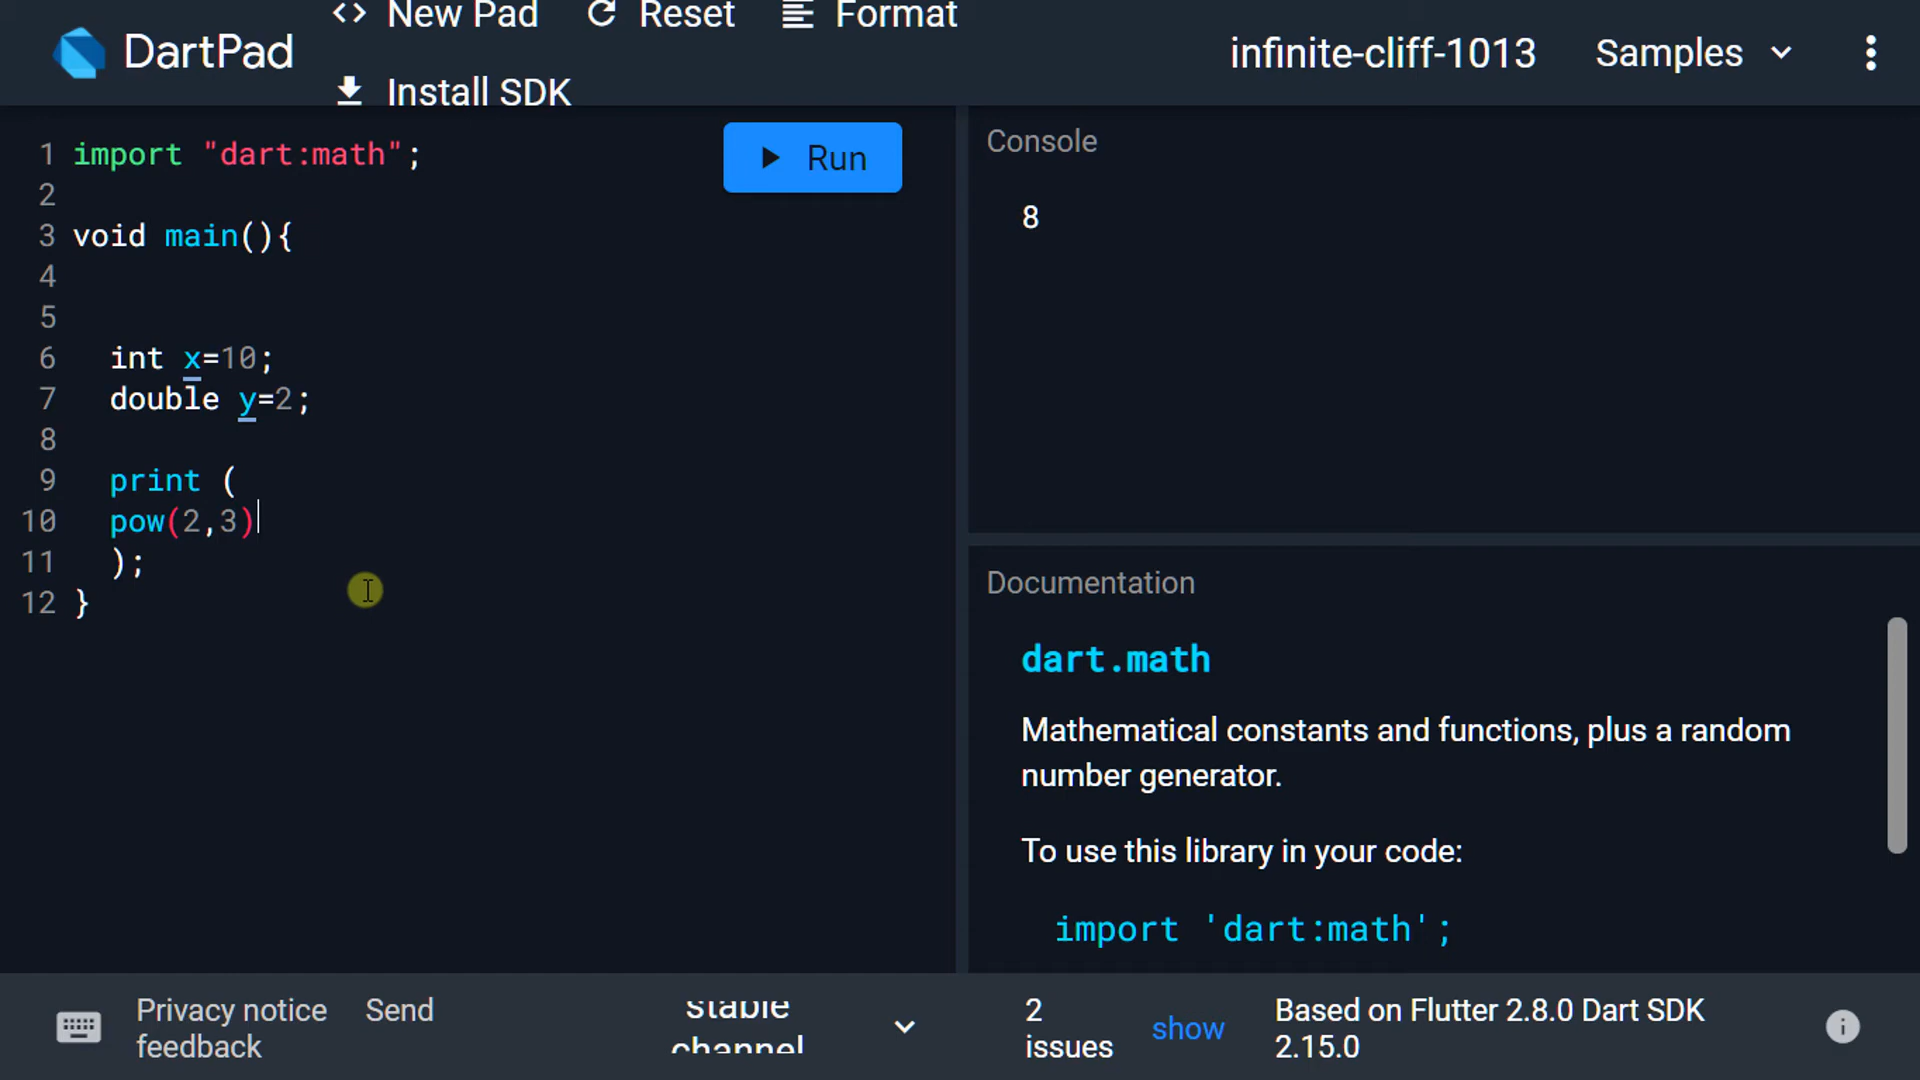 <> New Pad Reset Format
DartPad
Install SDK
infinite-cliff-1013 Samples
1 import "dart:math";
2
3 void main(){
4
5
6 int x=10;
7 double y=2;
8
9 print (
10 pow(2,3)
11 );
12 }
Run
Console
8
Documentation
dart.math
Mathematical constants and functions, plus a random
number generator.
To use this library in your code:
import 'dart:math';
Privacy notice Send
feedback
stable
channel
2
issues
show
Based on Flutter 2.8.0 Dart SDK
2.15.0